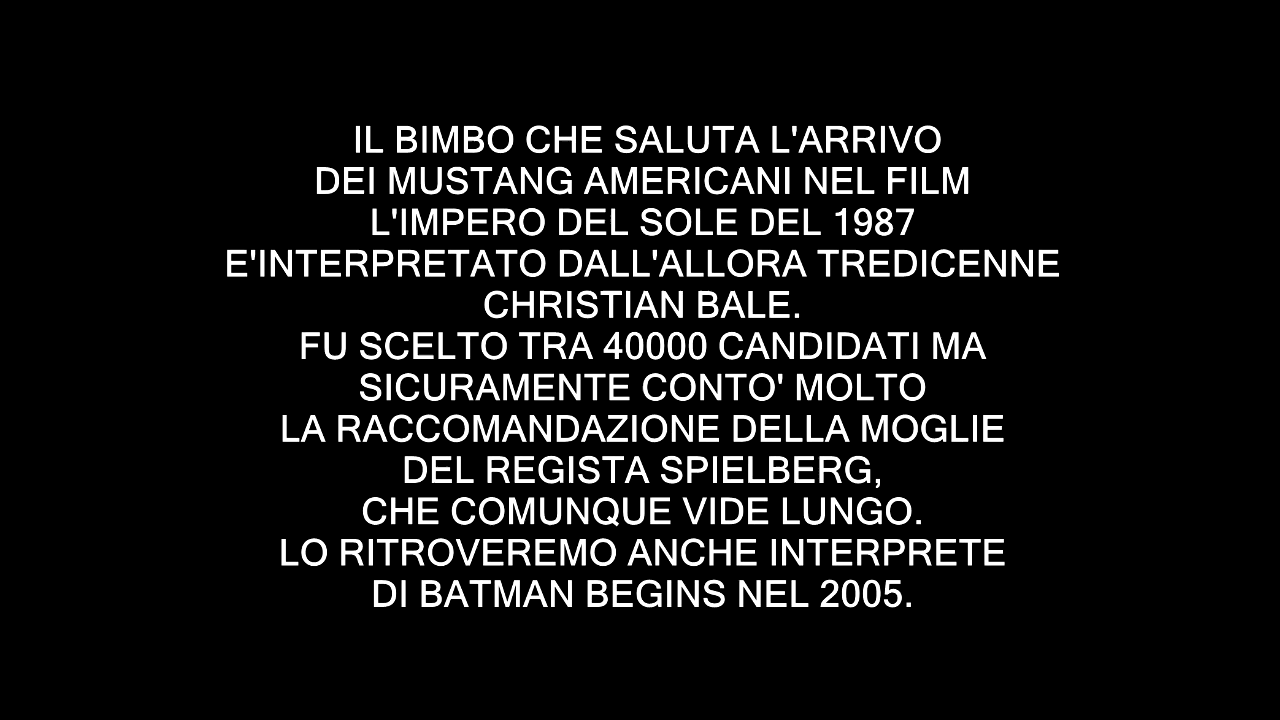 IL BIMBO CHE SALUTA L'ARRIVO
DEI MUSTANG AMERICANI NEL FILM
L'IMPERO DEL SOLE DEL 1987
E'INTERPRETATO DALL'ALLORA TREDICENNE
CHRISTIAN BALE.
FU SCELTO TRA 40000 CANDIDATI MA
SICURAMENTE CONTO' MOLTO
LA RACCOMANDAZIONE DELLA MOGLIE
DEL REGISTA SPIELBERG,
CHE COMUNQUE VIDE LUNGO.
LO RITROVEREMO ANCHE INTERPRETE
DI BATMAN BEGINS NEL 2005.